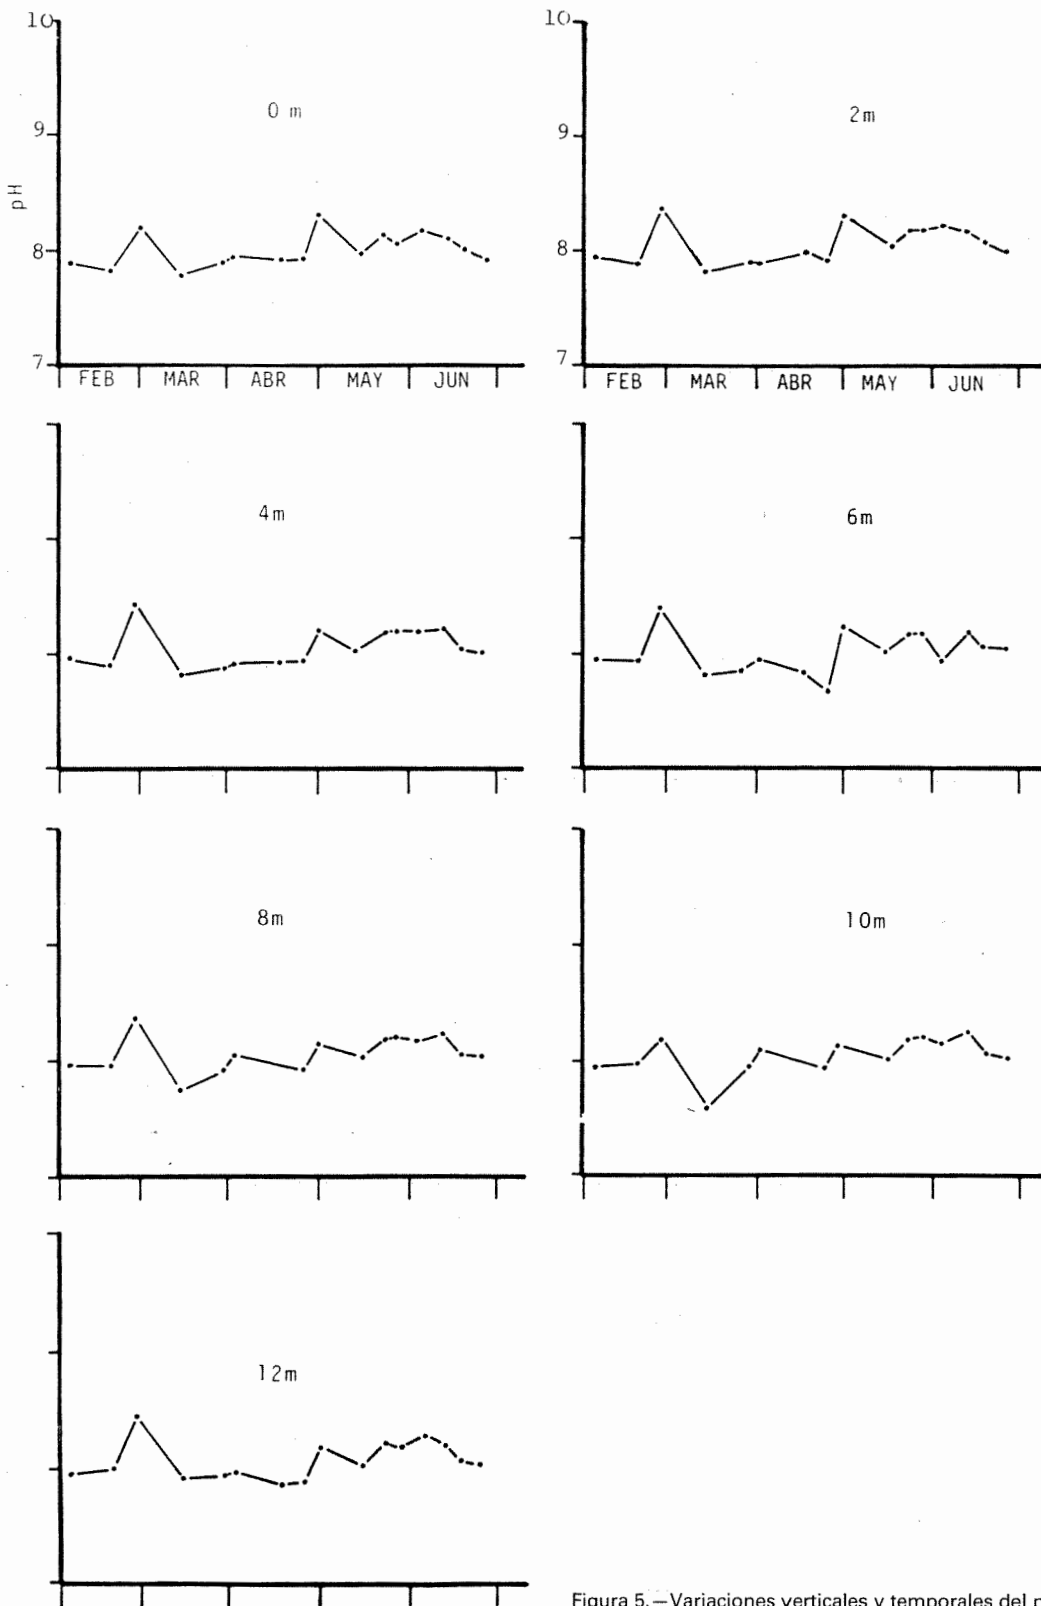 10
0 m
9
pH
8
7
FEB MAR ABR MAY JUN
10
2m
9
8
7
FEB MAR ABR MAY JUN
4m
6m
8m
10m
12m
Figura 5.—Variaciones verticales y temporales del